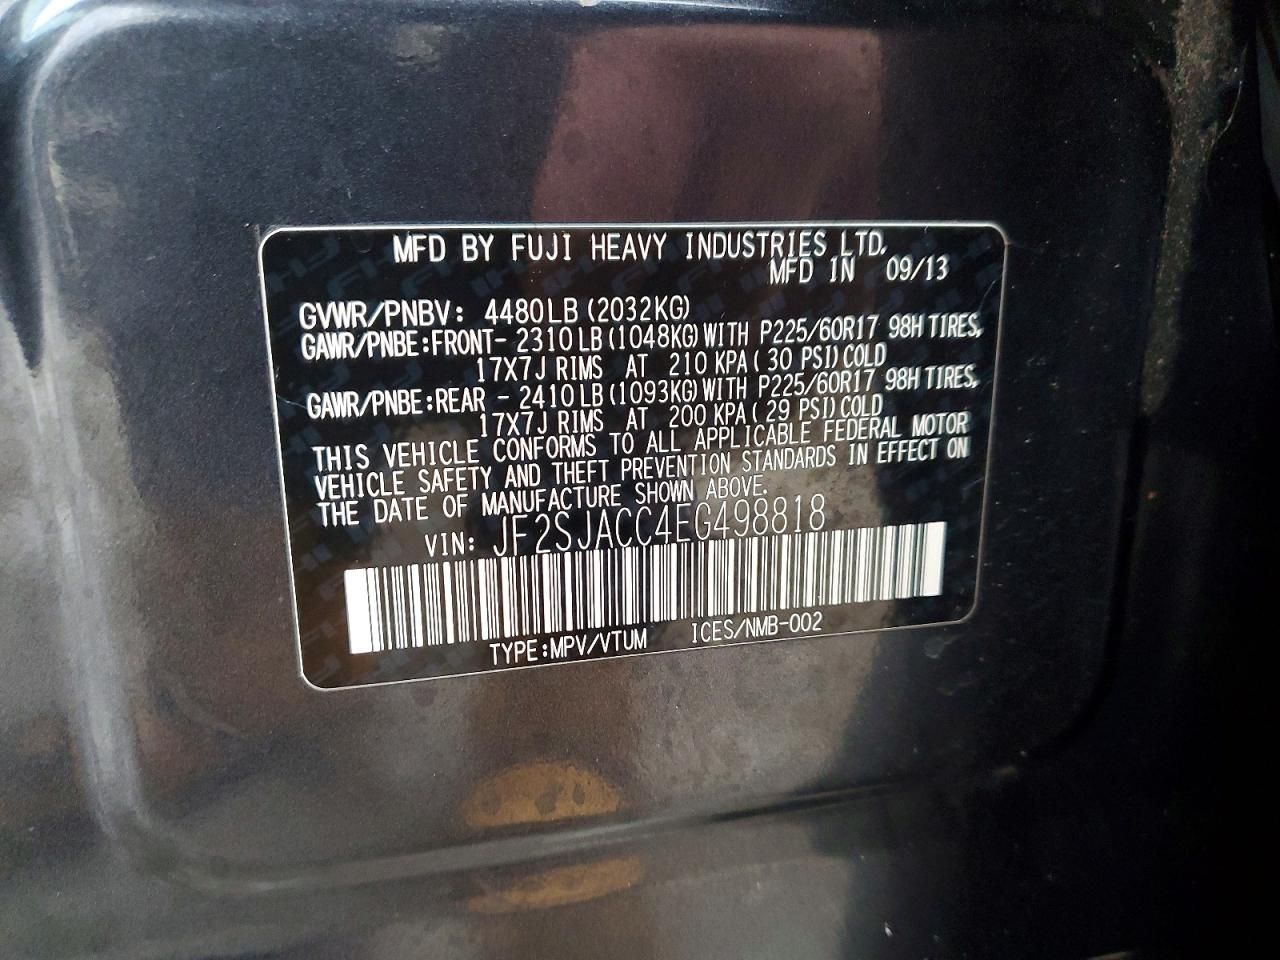 MFD BY FUJI HEAVY INDUSTRIES LTD.
MFD IN 09/13
GVWR/PNBV: 4480LB (2032KG)
GAWR/PNBE:FRONT- 2310LB (1048KG) WITH P225/60R17 98H TIRES,
17X7J RIMS AT 210 KPA ( 30 PSI) COLD
GAWR/PNBE:REAR - 2410LB (1093KG) WITH P225/60R17 98H TIRES,
17X7J RIMS AT 200 KPA ( 29 PSI) COLD
THIS VEHICLE CONFORMS TO ALL APPLICABLE FEDERAL MOTOR
VEHICLE SAFETY AND THEFT PREVENTION STANDARDS IN EFFECT ON
THE DATE OF MANUFACTURE SHOWN ABOVE.
VIN: JF2SJACC4EG498818
TYPE:MPV/VTUM ICES/NMB-002